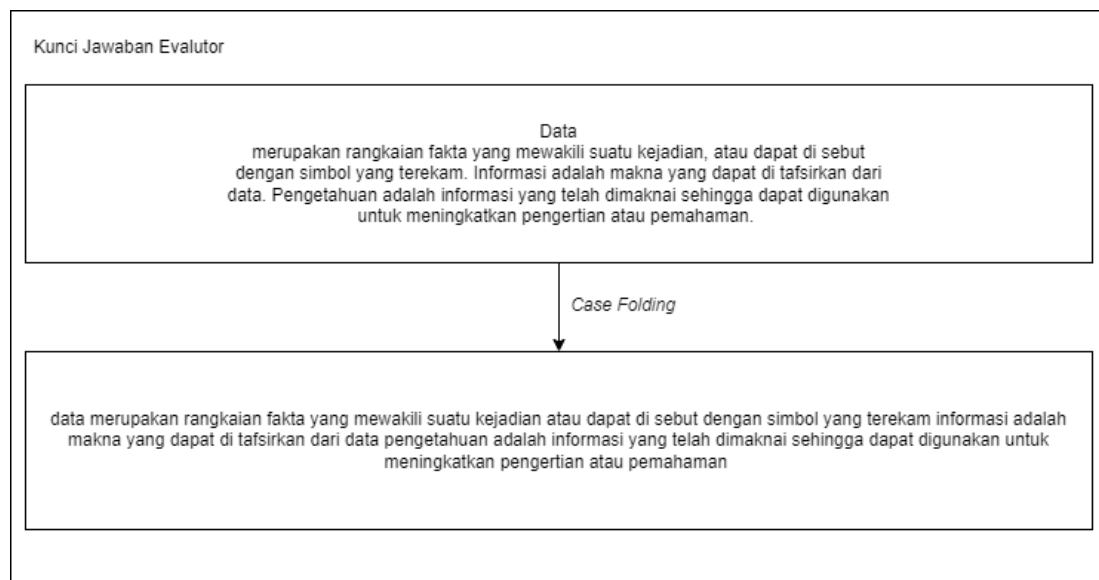 Kunci Jawaban Evalutor
Data
merupakan rangkaian fakta yang mewakili suatu kejadian, atau dapat di sebut
dengan simbol yang terekam. Informasi adalah makna yang dapat di tafsirkan dari
data. Pengetahuan adalah informasi yang telah dimaknai sehingga dapat digunakan
untuk meningkatkan pengertian atau pemahaman.
Case Folding
data merupakan rangkaian fakta yang mewakili suatu kejadian atau dapat di sebut dengan simbol yang terekam informasi adalah
makna yang dapat di tafsirkan dari data pengetahuan adalah informasi yang telah dimaknai sehingga dapat digunakan untuk
meningkatkan pengertian atau pemahaman